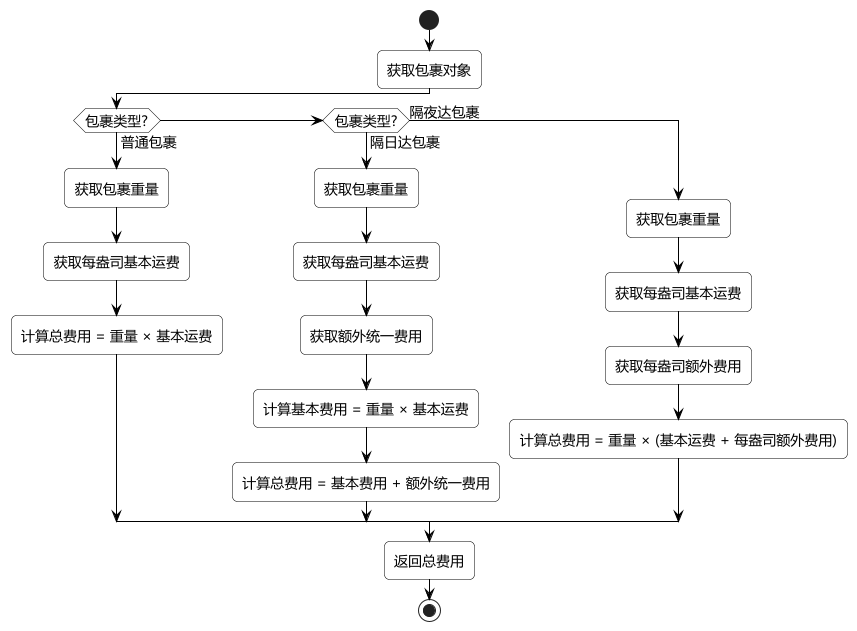 获取包裹对象
包裹类型?
普通包裹
获取包裹重量
获取每盎司基本运费
计算总费用 = 重量 × 基本运费
包裹类型?
隔日达包裹
获取包裹重量
获取每盎司基本运费
获取额外统一费用
计算基本费用 = 重量 × 基本运费
计算总费用 = 基本费用 + 额外统一费用
隔夜达包裹
获取包裹重量
获取每盎司基本运费
获取每盎司额外费用
计算总费用 = 重量 × (基本运费 + 每盎司额外费用)
返回总费用